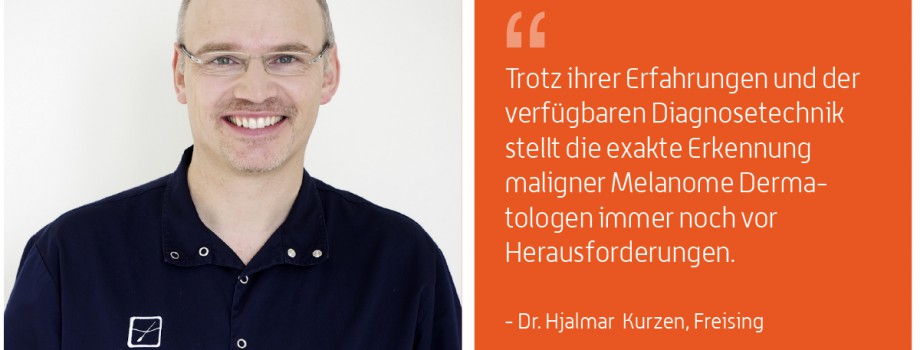 “
Trotz ihrer Erfahrungen und der
verfügbaren Diagnosetechnik
stellt die exakte Erkennung
maligner Melanome Derma-
tologen immer noch vor
Herausforderungen.
- Dr. Hjalmar Kurzen, Freising